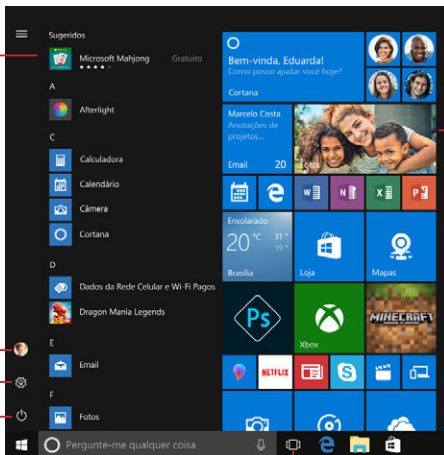 Sugeridos
Microsoft Mahjong
Gratuito
A
Afterlight
C
Calculadora
Calendário
Câmera
Cortana
D
Dados da Rede Celular e Wi-Fi Pagos
Dragon Mania Legends
E
Email
F
Fotos
Bem-vinda, Eduarda!
Como posso ajudar você hoje?
Cortana
Marcelo Costa
Anotações de
projetos...
Email 20
Fotos
Ensolarado
20°C 31°
19°
Brasília
Loja
Mapas
Ps
Xbox
MINECRAFT
NETFLIX
Pergunte-me qualquer coisa